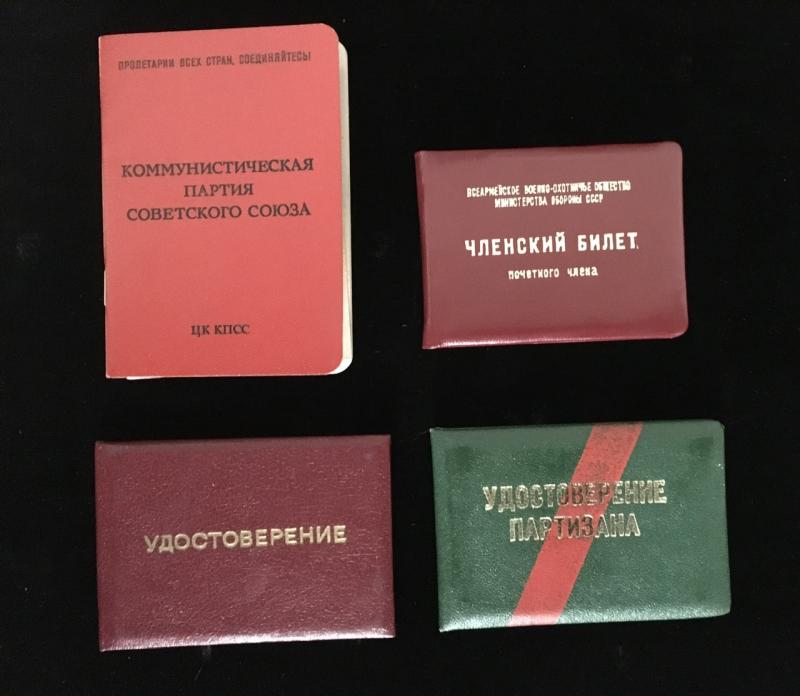 ПРОЛЕТАРИИ ВСЕХ СТРАН, СОЕДИНЯЙТЕСЬ!
КОММУНИСТИЧЕСКАЯ
ПАРТИЯ
СОВЕТСКОГО СОЮЗА
ЦК КПСС
ВСЕАРМЕЙСКОЕ ВОЕННО-ОХОТНИЧЬЕ ОБЩЕСТВО
МИНИСТЕРСТВА ОБОРОНЫ СССР
ЧЛЕНСКИЙ БИЛЕТ
почетного члена
УДОСТОВЕРЕНИЕ
УДОСТОВЕРЕНИЕ
ПАРТИЗАНА